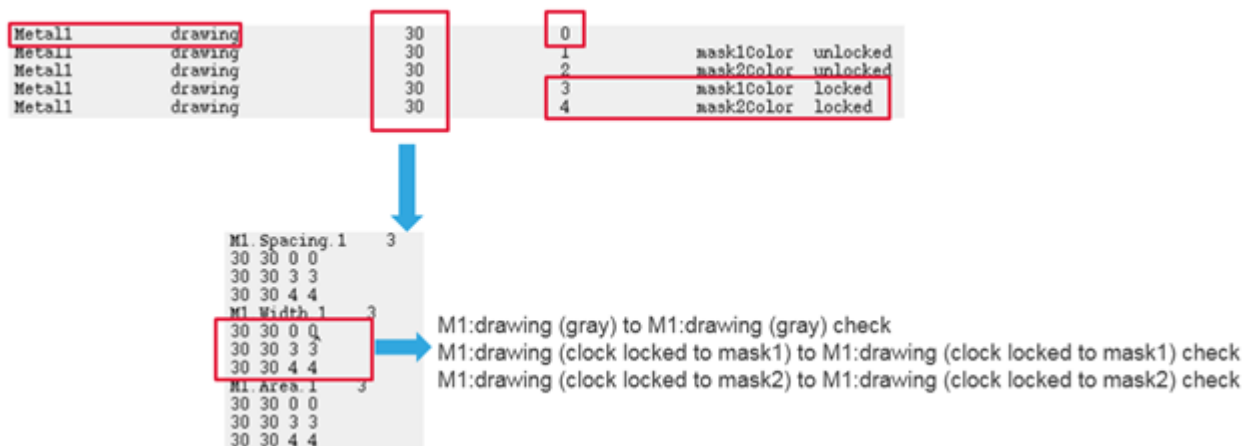 Metal1 drawing 30 0
Metal1 drawing 30 1 mask1Color unlocked
Metal1 drawing 30 2 mask2Color unlocked
Metal1 drawing 30 3 mask1Color locked
Metal1 drawing 30 4 mask2Color locked
M1.Spacing.1 3
30 30 0 0
30 30 3 3
30 30 4 4
M1.Width.1 3
30 30 0 0
30 30 3 3
30 30 4 4
M1:drawing (gray) to M1:drawing (gray) check
M1:drawing (clock locked to mask1) to M1:drawing (clock locked to mask1) check
M1:drawing (clock locked to mask2) to M1:drawing (clock locked to mask2) check
M1.Area.1 3
30 30 0 0
30 30 3 3
30 30 4 4